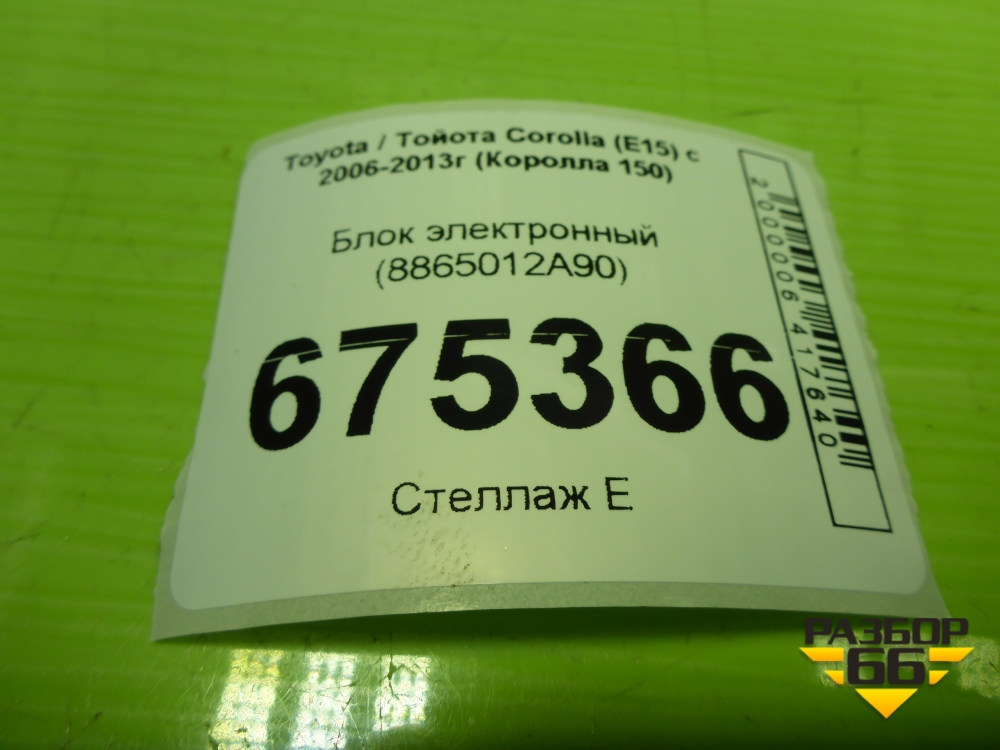 Toyota / Тойота Corolla (E15) с
2006-2013г (Королла 150)
Блок электронный
(8865012A90)
675366
Стеллаж Е
2000006417640
РАЗБОР
66